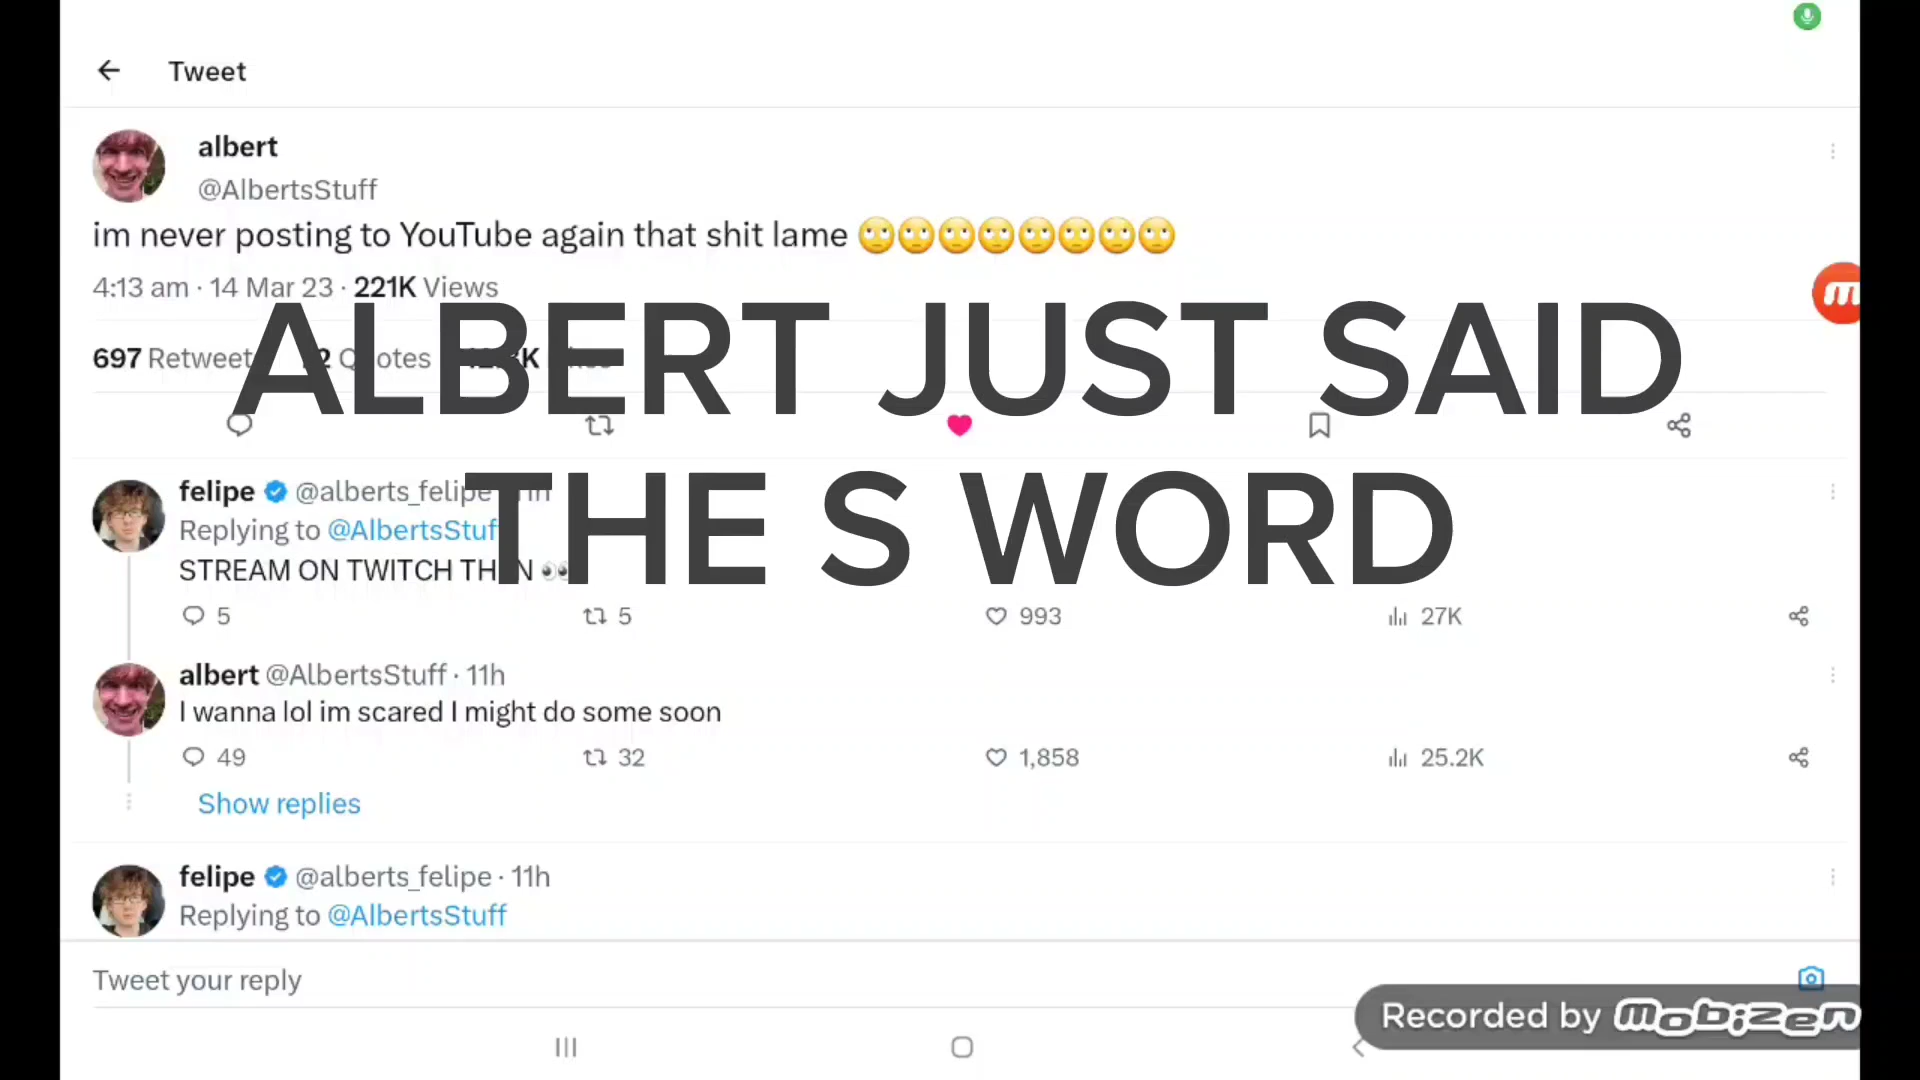 Tweet
albert
@AlbertsStuff
im never posting to YouTube again that shit lame 🙄🙄🙄🙄🙄🙄🙄🙄
4:13 am · 14 Mar 23 · 221K Views
ALBERT JUST SAID
697 Retweet
THE S WORD
felipe @alberts_felipe
Replying to @AlbertsStuff
STREAM ON TWITCH THEN 👀
5 5 993 27K
albert @AlbertsStuff · 11h
I wanna lol im scared I might do some soon
49 32 1,858 25.2K
Show replies
felipe @alberts_felipe · 11h
Replying to @AlbertsStuff
Tweet your reply
Recorded by mobizen